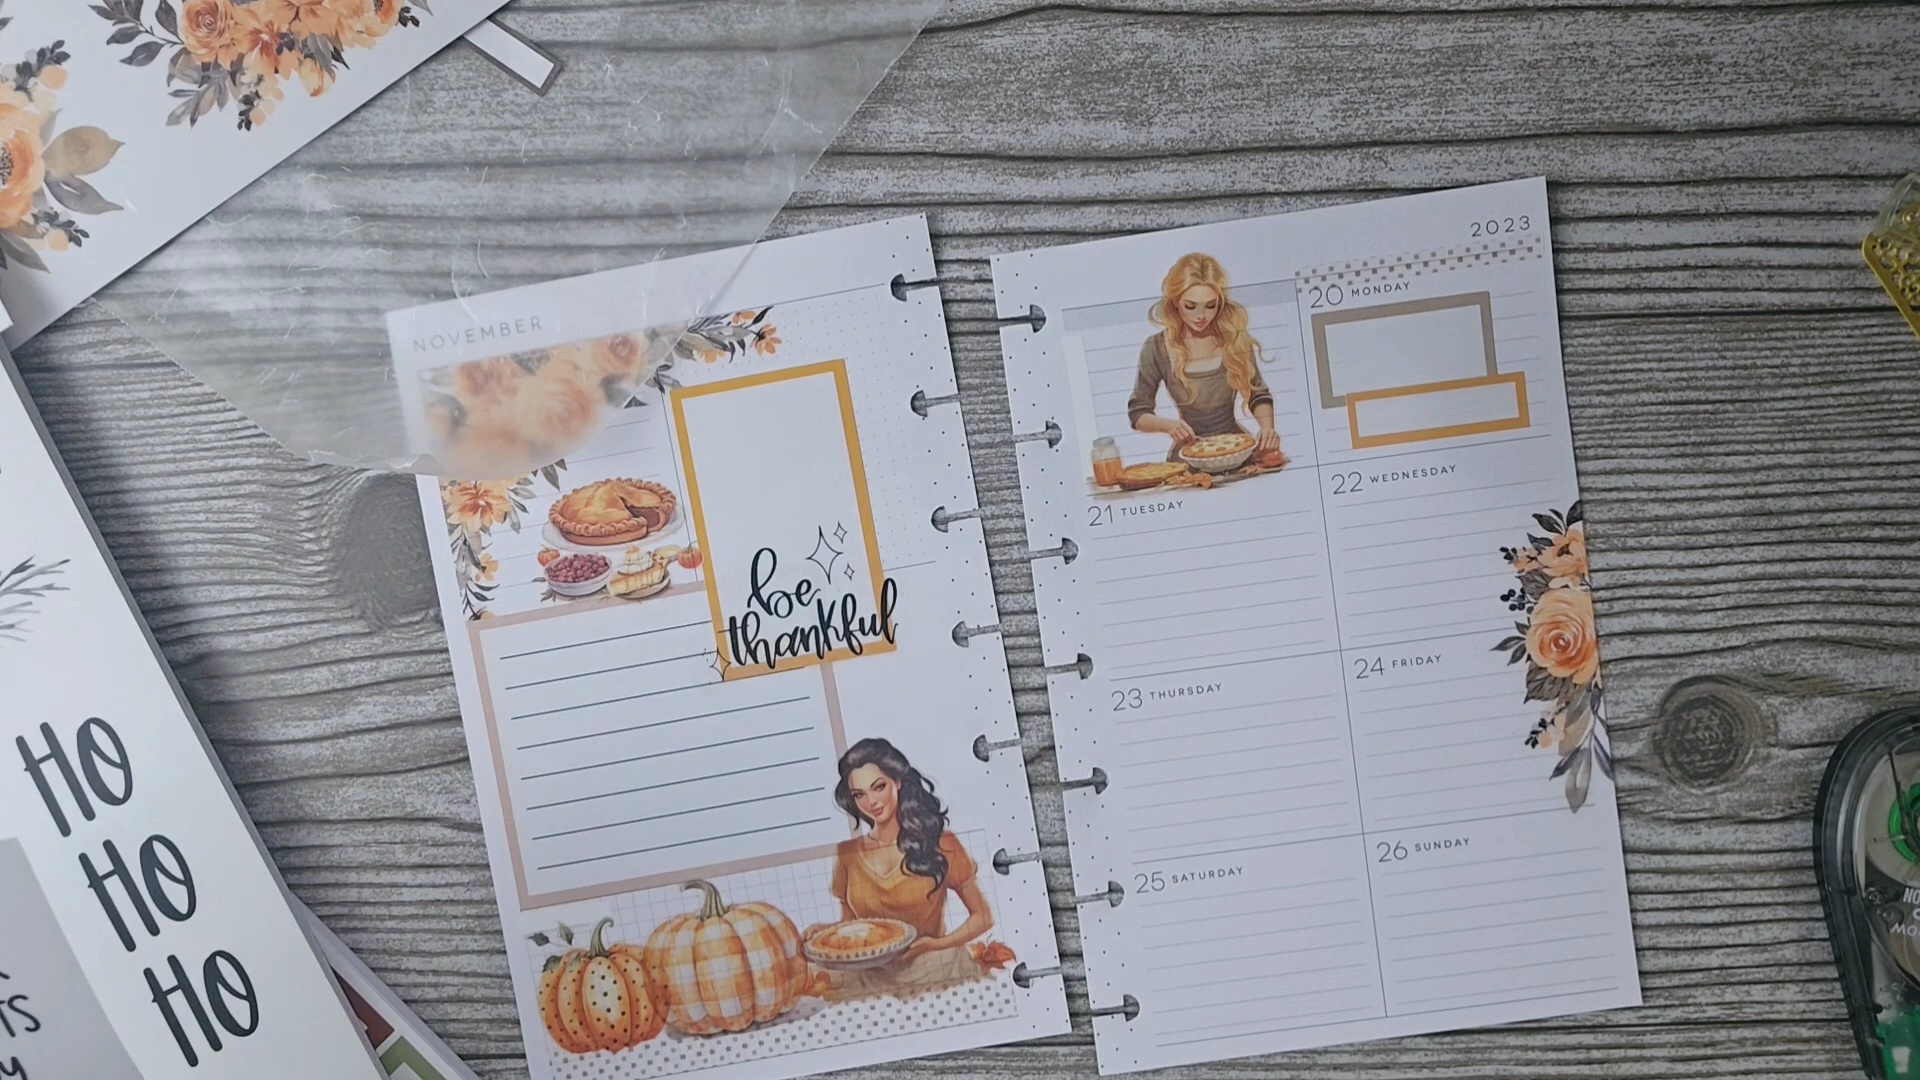 NOVEMBER
be
thankful
2023
20 MONDAY
21 TUESDAY
22 WEDNESDAY
23 THURSDAY
24 FRIDAY
25 SATURDAY
26 SUNDAY
HO
HO
HO